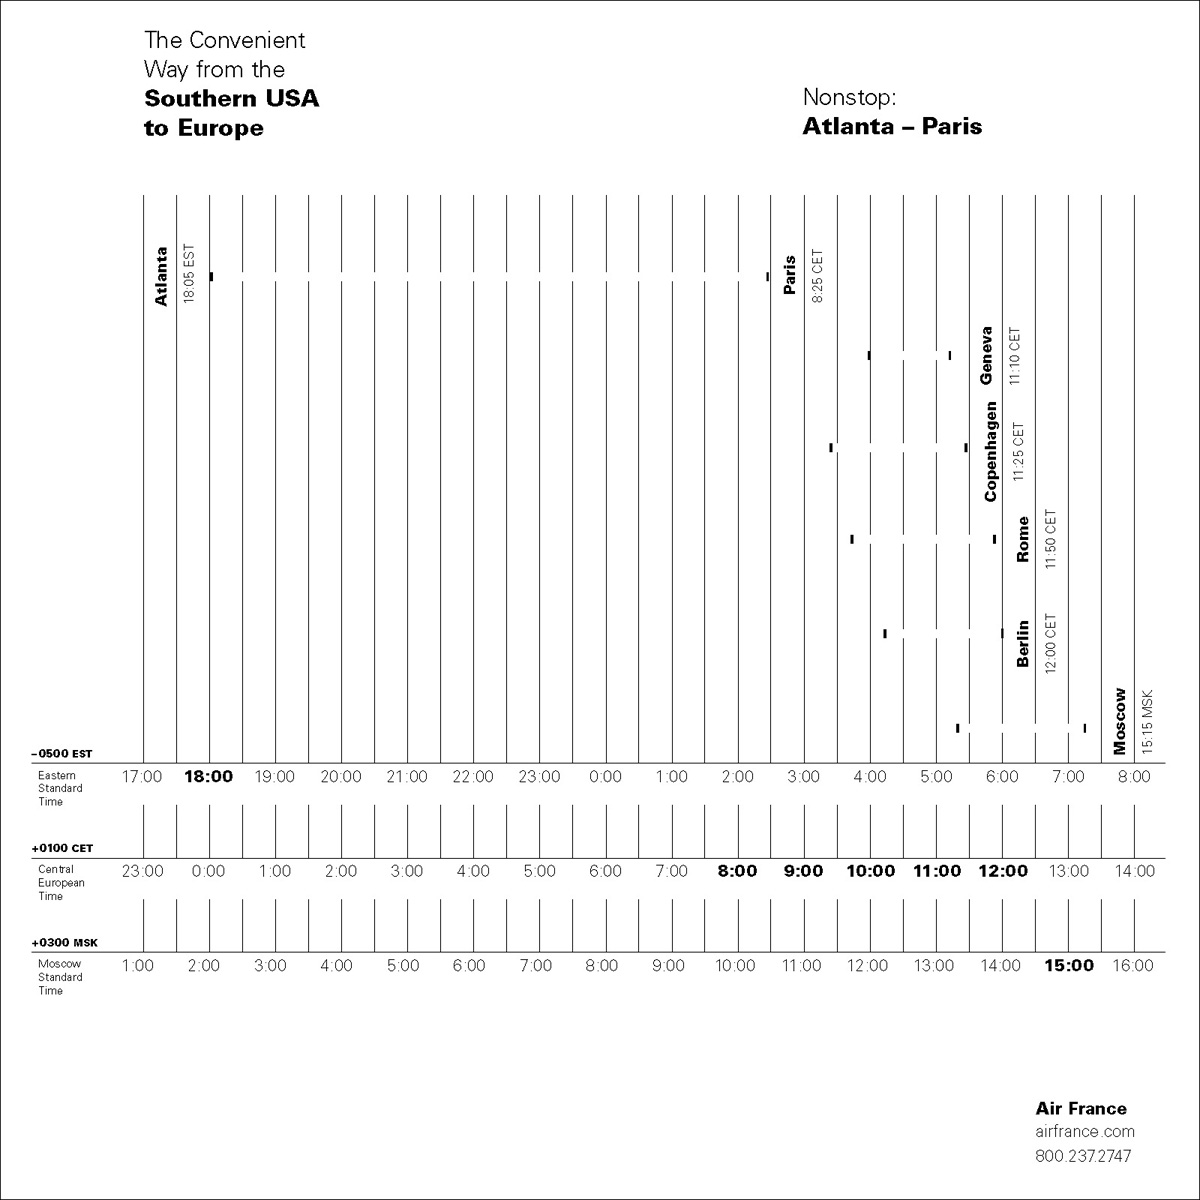 The Convenient
Way from the
Southern USA
to Europe
Nonstop:
Atlanta – Paris
Atlanta
18:05 EST
Paris
8:25 CET
Geneva
11:10 CET
Copenhagen
11:25 CET
Rome
11:50 CET
Berlin
12:00 CET
Moscow
15:15 MSK
–0500 EST
Eastern
Standard
Time
17:00 18:00 19:00 20:00 21:00 22:00 23:00 0:00 1:00 2:00 3:00 4:00 5:00 6:00 7:00 8:00
+0100 CET
Central
European
Time
23:00 0:00 1:00 2:00 3:00 4:00 5:00 6:00 7:00 8:00 9:00 10:00 11:00 12:00 13:00 14:00
+0300 MSK
Moscow
Standard
Time
1:00 2:00 3:00 4:00 5:00 6:00 7:00 8:00 9:00 10:00 11:00 12:00 13:00 14:00 15:00 16:00
Air France
airfrance.com
800.237.2747